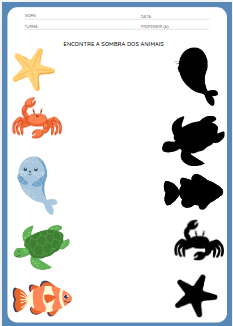 NOME:
DATA:
TURMA:
PROFESSOR (A):
ENCONTRE A SOMBRA DOS ANIMAIS